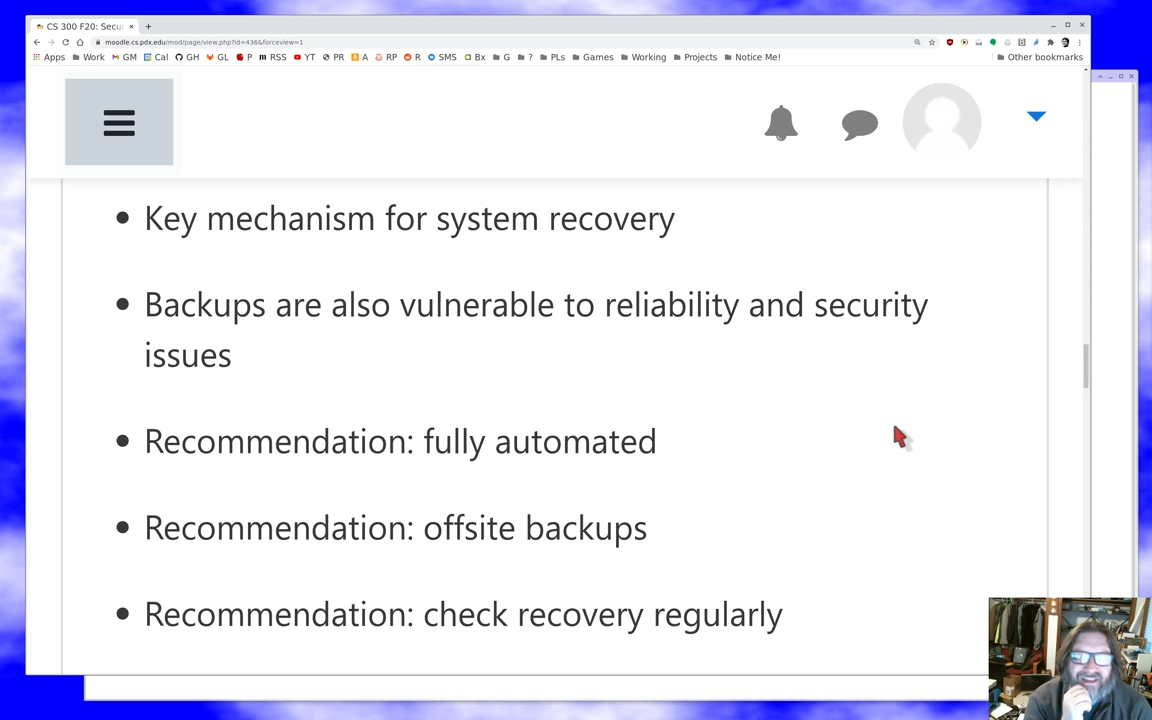 CS 300 F20: Secur
moodle.cs.pdx.edu/mod/page/view.php?id=436&forceview=1
Apps Work GM Cal GH GL P RSS YT PR A RP R SMS Bx G ? PLs Games Working Projects Notice Me! Other bookmarks
Key mechanism for system recovery
Backups are also vulnerable to reliability and security
issues
Recommendation: fully automated
Recommendation: offsite backups
Recommendation: check recovery regularly